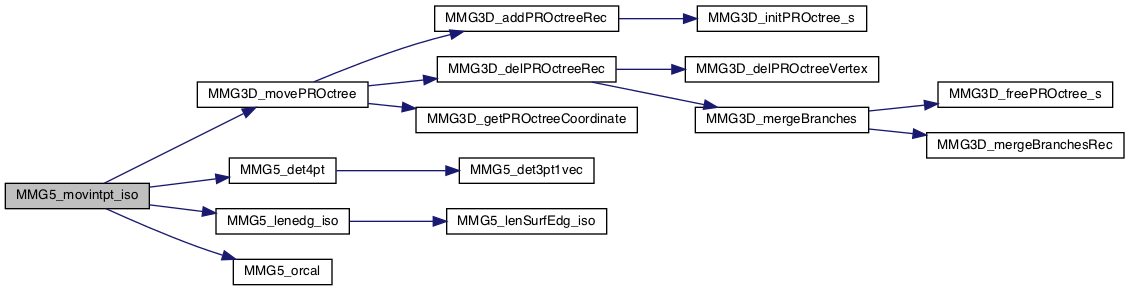 MMG5_movintpt_iso
MMG3D_movePROctree
MMG3D_addPROctreeRec
MMG3D_initPROctree_s
MMG3D_delPROctreeRec
MMG3D_delPROctreeVertex
MMG3D_mergeBranches
MMG3D_freePROctree_s
MMG3D_mergeBranchesRec
MMG3D_getPROctreeCoordinate
MMG5_det4pt
MMG5_det3pt1vec
MMG5_lenedg_iso
MMG5_lenSurfEdg_iso
MMG5_orcal